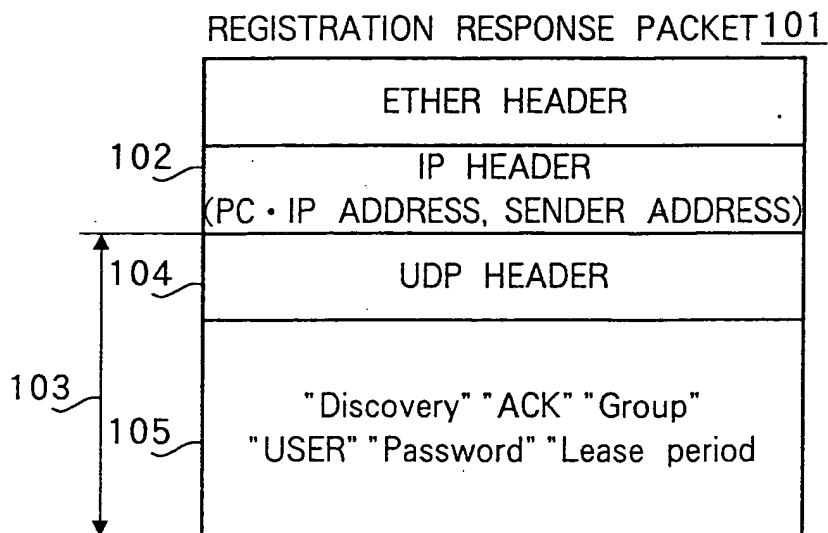 REGISTRATION RESPONSE PACKET 101
ETHER HEADER
102
IP HEADER
(PC・IP ADDRESS, SENDER ADDRESS)
104
UDP HEADER
103
105
"Discovery" "ACK" "Group"
"USER" "Password" "Lease period